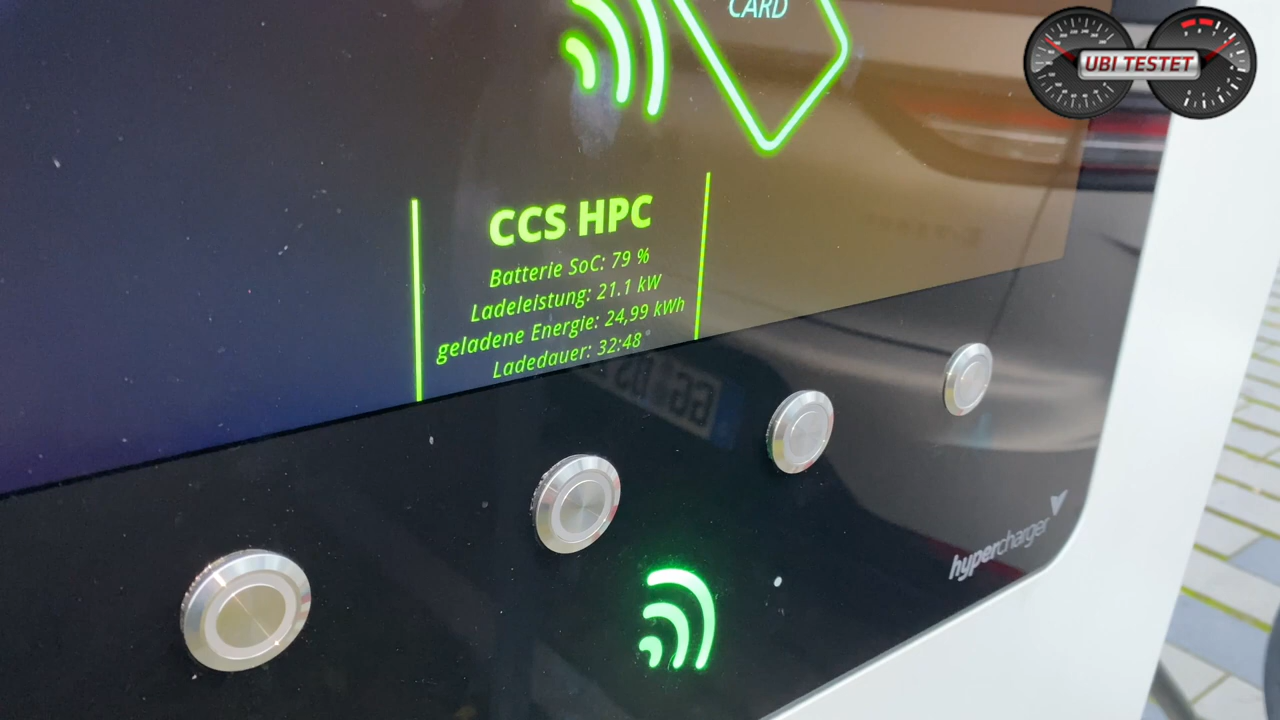 CARD
UBI TESTET
CCS HPC
Batterie SoC: 79 %
Ladeleistung: 21.1 kW
geladene Energie: 24,99 kWh
Ladedauer: 32:48
hypercharger